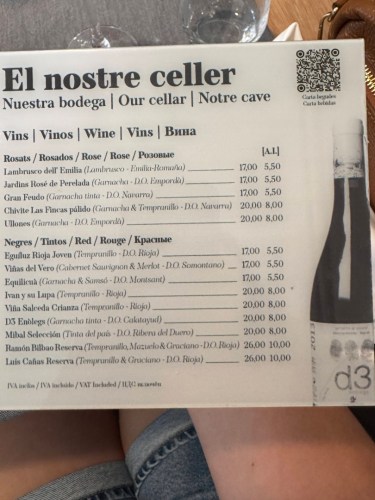 El nostre celler
Nuestra bodega | Our cellar | Notre cave
Carta begudes
Carta bebidas
Vins | Vinos | Wine | Vins | Вина
Rosats / Rosados / Rose / Rose / Розовые [A.L]
Lambrusco dell' Emilia (Lambrusco - Emilia-Romaña) 17,00 5,50
Jardins Rosé de Perelada (Garnacha - D.O. Empordà) 17,00 5,50
Gran Feudo (Garnacha tinto - D.O. Navarra) 17,00 5,50
Chivite Las Fincas pálido (Garnacha & Tempranillo - D.O. Navarra) 20,00 8,00
Ullones (Garnacha - D.O. Empordà) 20,00 8,00
Negres / Tintos / Red / Rouge / Красные
Eguiluz Rioja Joven (Tempranillo - D.O. Rioja) 17,00 5,50
Viñas del Vero (Cabernet Sauvignon & Merlot - D.O. Somontano) 17,00 5,50
Equilicuà (Garnacha & Sumsó - D.O. Montsant) 17,00 5,50
Ivan y su Lupa (Tempranillo - Rioja) 20,00 8,00
Viña Salceda Crianza (Tempranillo - Rioja) 20,00 8,00
D3 Enólegs (Garnacha tinta - D.O. Calatayud) 20,00 8,00
Mibal Selección (Tinta del país - D.O. Ribera del Duero) 20,00 8,00
Ramón Bilbao Reserva (Tempranillo, Mazuelo & Graciano - D.O. Rioja) 26,00 10,00
Luis Cañas Reserva (Tempranillo & Graciano - D.O. Rioja) 26,00 10,00
IVA inclòs / IVA incluido / VAT Included /
d3